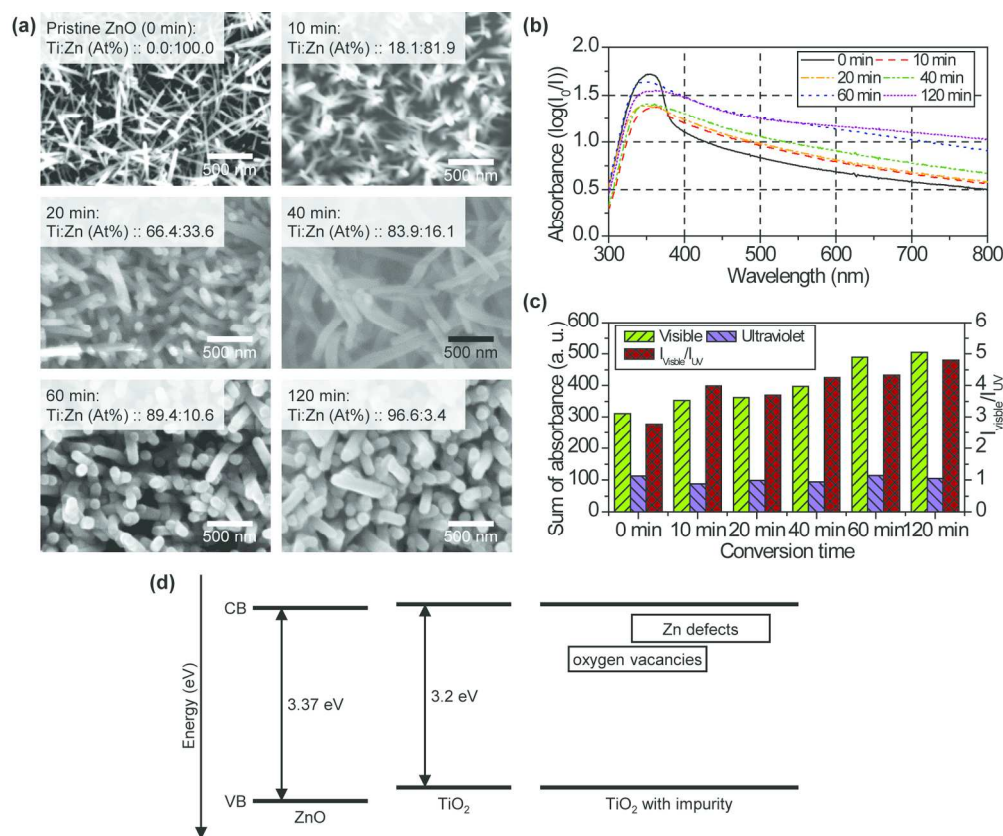 (a)
Pristine ZnO (0 min):
Ti:Zn (At%) :: 0.0:100.0
500 nm
10 min:
Ti:Zn (At%) :: 18.1:81.9
500 nm
20 min:
Ti:Zn (At%) :: 66.4:33.6
500 nm
40 min:
Ti:Zn (At%) :: 83.9:16.1
500 nm
60 min:
Ti:Zn (At%) :: 89.4:10.6
500 nm
120 min:
Ti:Zn (At%) :: 96.6:3.4
500 nm
(b)
Absorbance (log(I0/I))
2.0
1.5
1.0
0.5
0.0
0 min 10 min
20 min 40 min
60 min 120 min
300 400 500 600 700 800
Wavelength (nm)
(c)
Sum of absorbance (a. u.)
600
500
400
300
200
100
0
Visible Ultraviolet
IVisble/IUV
6
5
4
3
2
1
0
Ivisble/IUV
0 min 10 min 20 min 40 min 60 min 120 min
Conversion time
(d)
Energy (eV)
CB
VB
3.37 eV
ZnO
3.2 eV
TiO2
Zn defects
oxygen vacancies
TiO2 with impurity